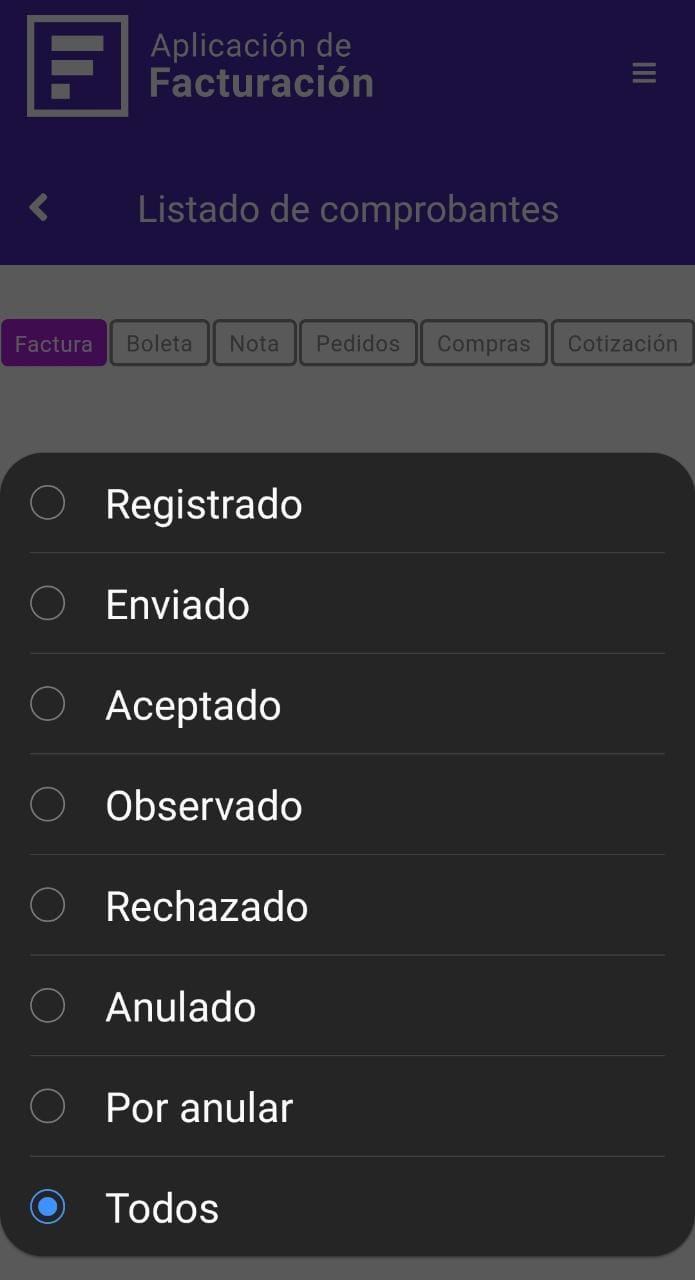 Aplicación de
Facturación
Listado de comprobantes
Factura Boleta Nota Pedidos Compras Cotización
Registrado
Enviado
Aceptado
Observado
Rechazado
Anulado
Por anular
Todos